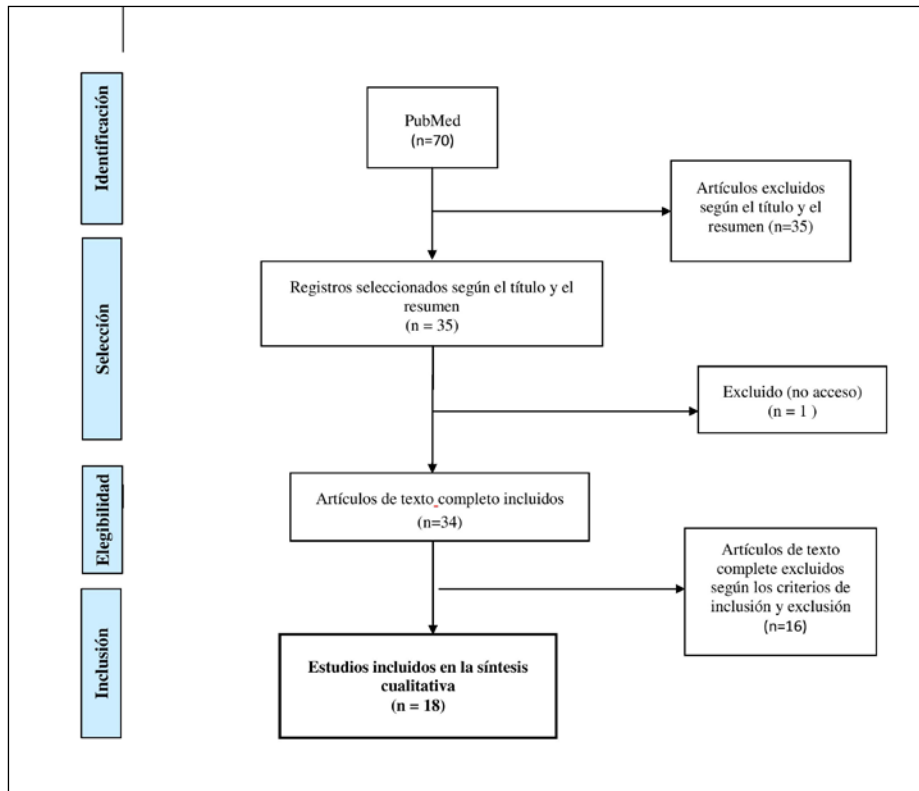 Identificación
PubMed
(n=70)
Artículos excluidos
según el título y el
resumen (n=35)
Selección
Registros seleccionados según el título y el
resumen
(n = 35)
Excluido (no acceso)
(n = 1 )
Elegibilidad
Artículos de texto completo incluidos
(n=34)
Artículos de texto
complete excluidos
según los criterios de
inclusión y exclusión
(n=16)
Inclusión
Estudios incluidos en la síntesis
cualitativa
(n = 18)